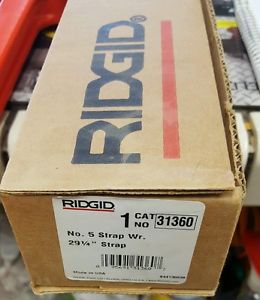 RIDGID
RIDGID
1 CAT NO 31360
No. 5 Strap Wr.
29¼" Strap
Made in USA